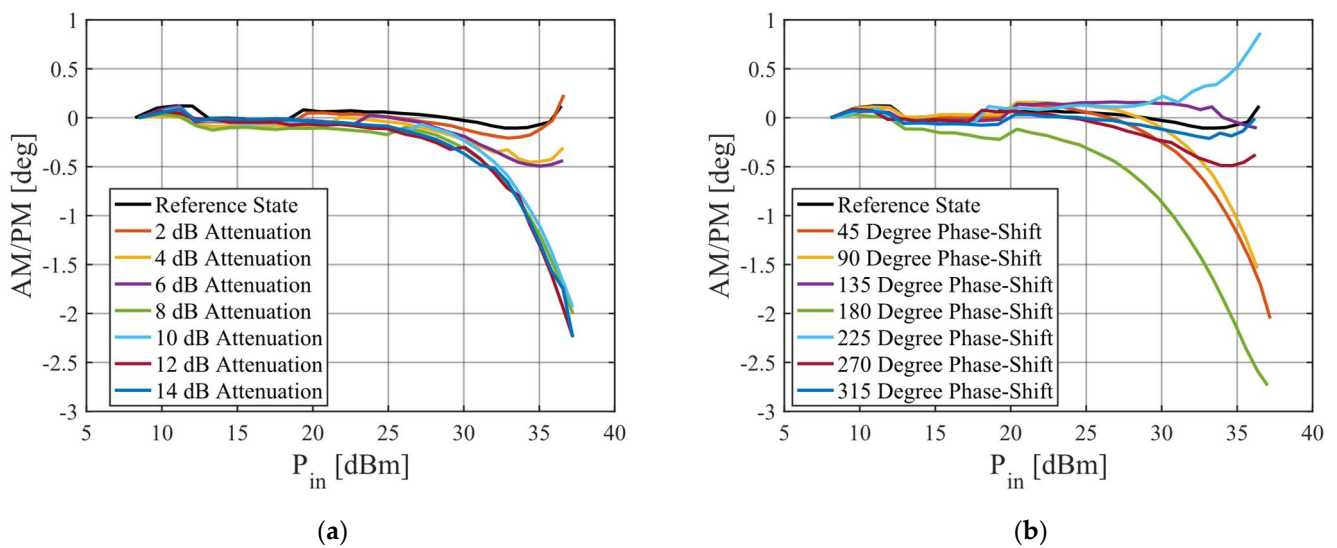 1
0.5
0
-0.5
-1
-1.5
-2
-2.5
-3
AM/PM [deg]
Reference State
2 dB Attenuation
4 dB Attenuation
6 dB Attenuation
8 dB Attenuation
10 dB Attenuation
12 dB Attenuation
14 dB Attenuation
5 10 15 20 25 30 35 40
P_in [dBm]
(a)
1
0.5
0
-0.5
-1
-1.5
-2
-2.5
-3
AM/PM [deg]
Reference State
45 Degree Phase-Shift
90 Degree Phase-Shift
135 Degree Phase-Shift
180 Degree Phase-Shift
225 Degree Phase-Shift
270 Degree Phase-Shift
315 Degree Phase-Shift
5 10 15 20 25 30 35 40
P_in [dBm]
(b)